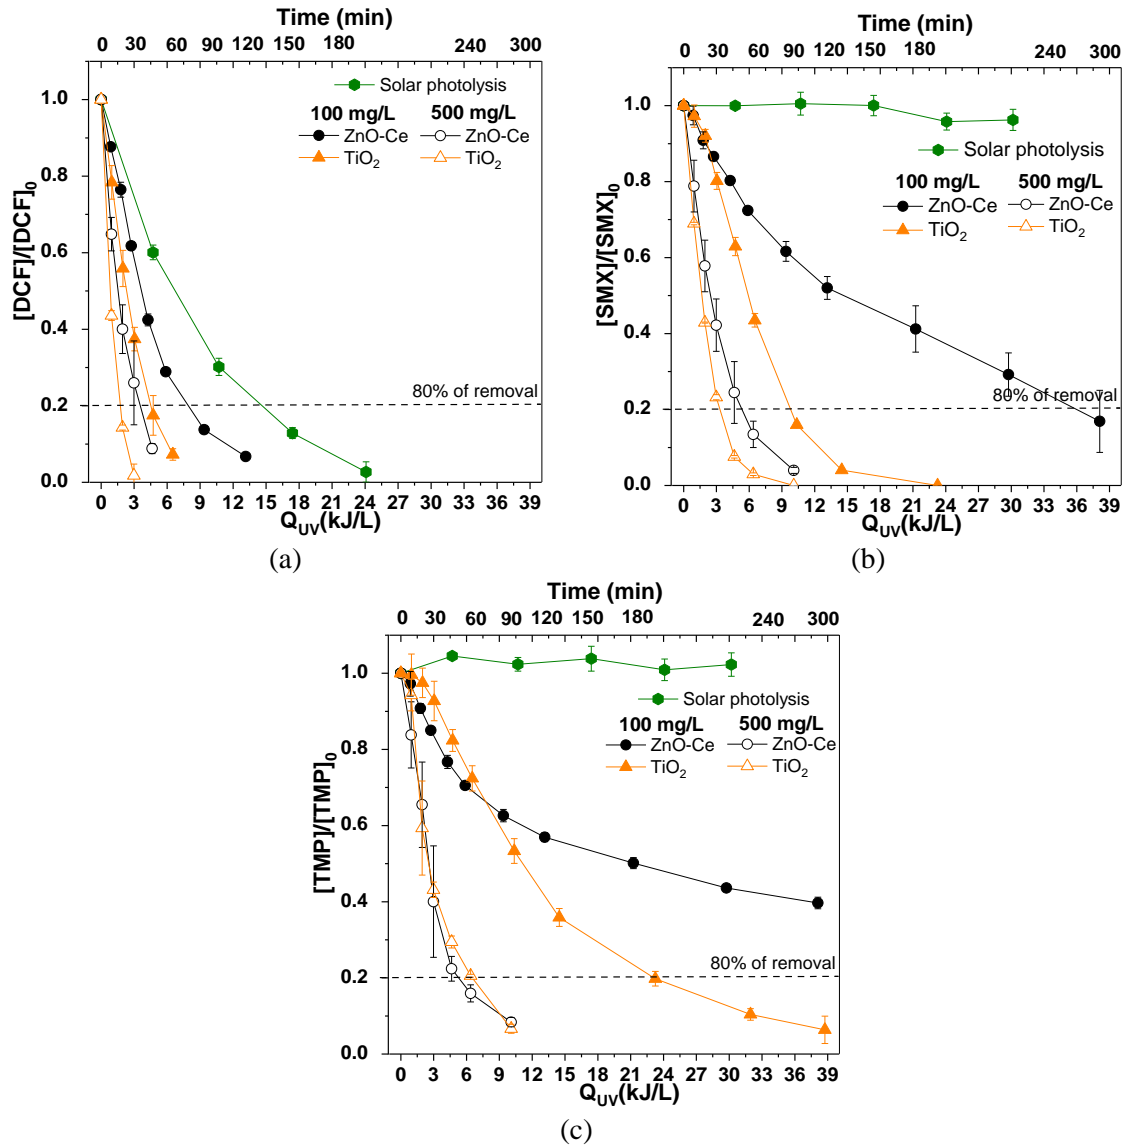 Time (min)
0 30 60 90 120 150 180 240 300
[DCF]/[DCF]0
1.0
0.8
0.6
0.4
0.2
0.0
Solar photolysis
100 mg/L 500 mg/L
ZnO-Ce ZnO-Ce
TiO2 TiO2
80% of removal
0 3 6 9 12 15 18 21 24 27 30 33 36 39
QUV(kJ/L)
(a)
Time (min)
0 30 60 90 120 150 180 240 300
[SMX]/[SMX]0
1.0
0.8
0.6
0.4
0.2
0.0
Solar photolysis
100 mg/L 500 mg/L
ZnO-Ce ZnO-Ce
TiO2 TiO2
80% of removal
0 3 6 9 12 15 18 21 24 27 30 33 36 39
QUV(kJ/L)
(b)
Time (min)
0 30 60 90 120 150 180 240 300
[TMP]/[TMP]0
1.0
0.8
0.6
0.4
0.2
0.0
Solar photolysis
100 mg/L 500 mg/L
ZnO-Ce ZnO-Ce
TiO2 TiO2
80% of removal
0 3 6 9 12 15 18 21 24 27 30 33 36 39
QUV(kJ/L)
(c)